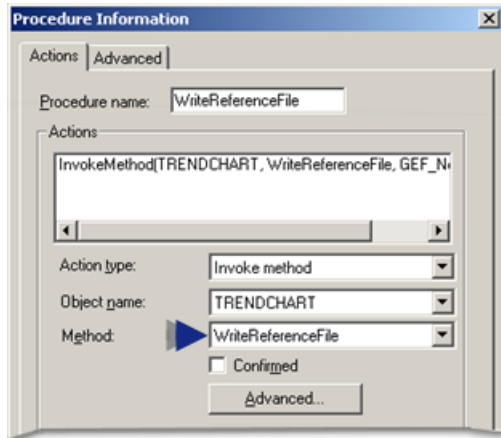 Procedure Information
Actions Advanced
Procedure name: WriteReferenceFile
Actions
InvokeMethod(TRENDCHART, WriteReferenceFile, GEF_N
Action type: Invoke method
Object name: TRENDCHART
Method: WriteReferenceFile
Confirmed
Advanced...